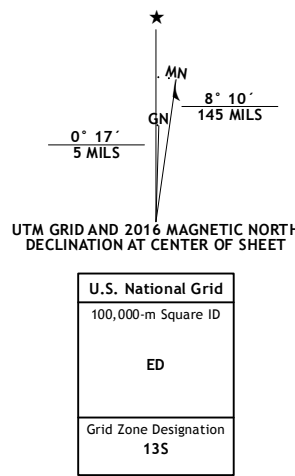 MN
GN
8° 10´
145 MILS
0° 17´
5 MILS
UTM GRID AND 2016 MAGNETIC NORTH
DECLINATION AT CENTER OF SHEET
U.S. National Grid
100,000-m Square ID
ED
Grid Zone Designation
13S